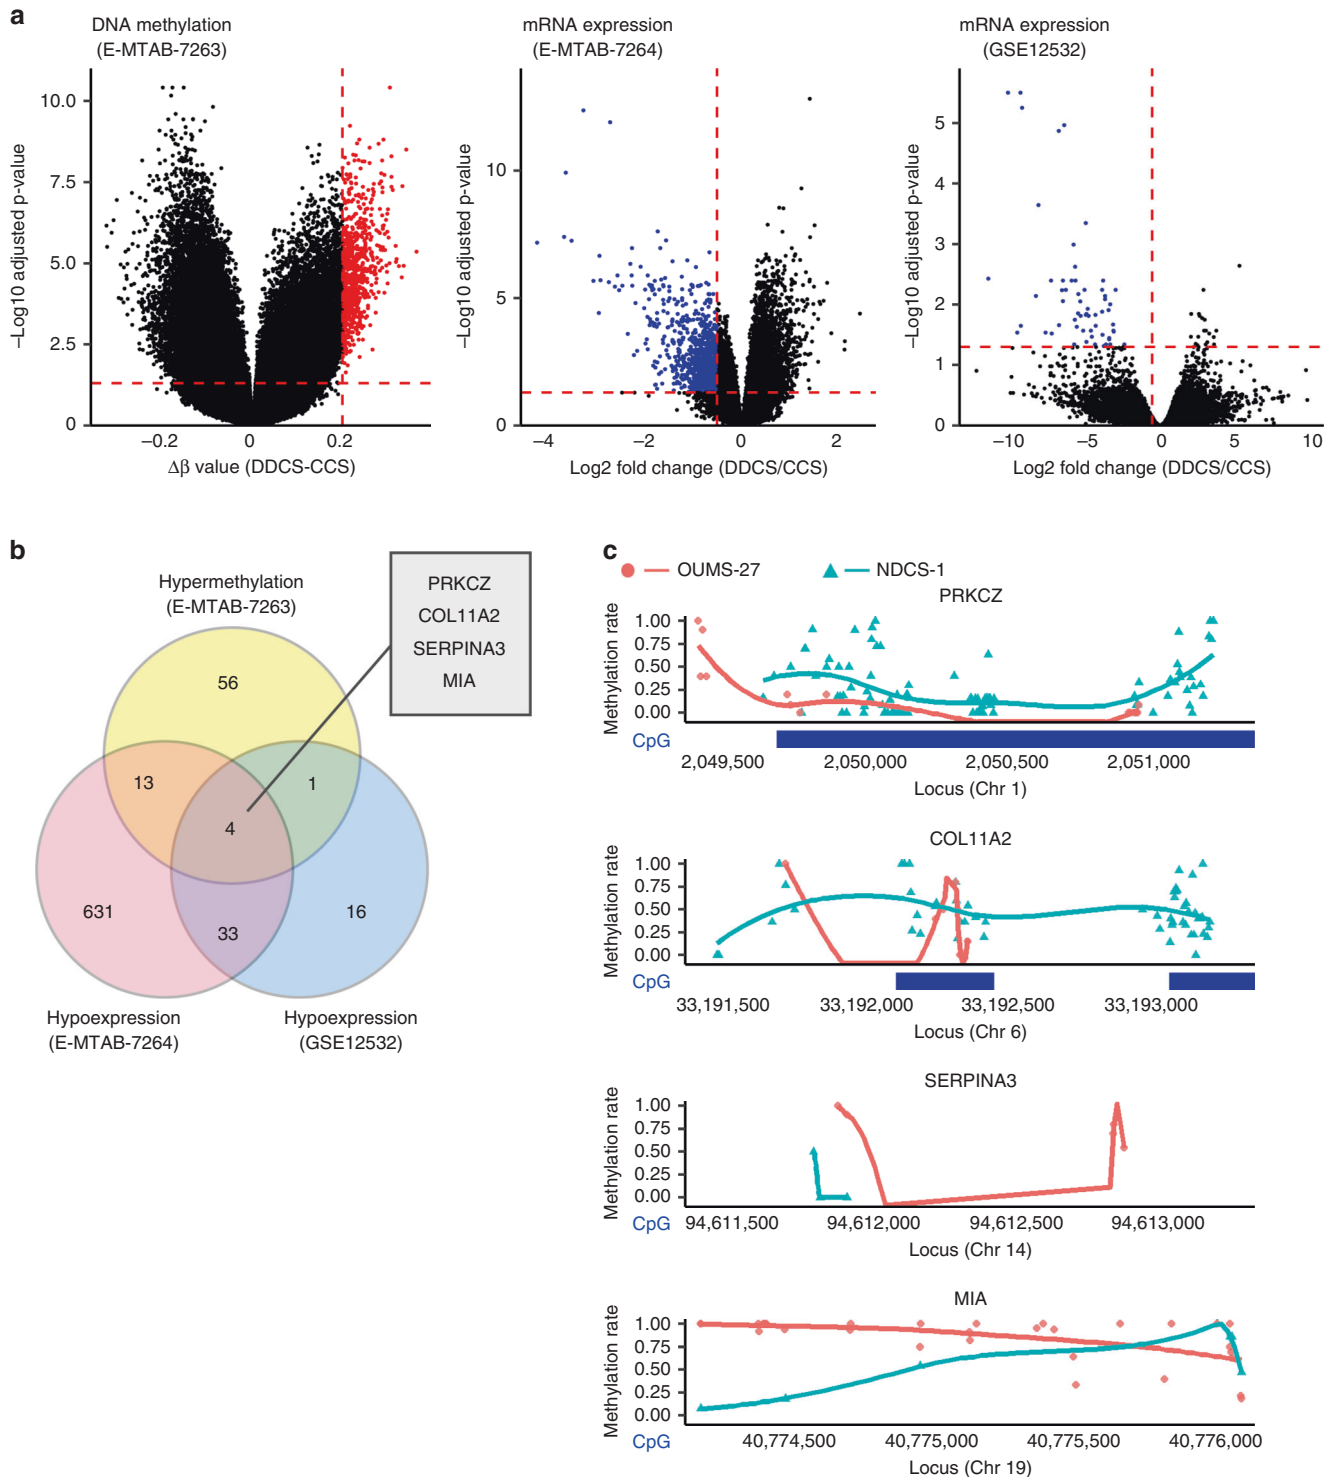 a
DNA methylation
(E-MTAB-7263)
−Log10 adjusted p-value
10.0
7.5
5.0
2.5
0
−0.2
0
0.2
Δβ value (DDCS-CCS)
mRNA expression
(E-MTAB-7264)
−Log10 adjusted p-value
10
5
0
−4
−2
0
2
Log2 fold change (DDCS/CCS)
mRNA expression
(GSE12532)
−Log10 adjusted p-value
5
4
3
2
1
0
−10
−5
0
5
10
Log2 fold change (DDCS/CCS)
b
Hypermethylation
(E-MTAB-7263)
PRKCZ
COL11A2
SERPINA3
MIA
56
13
1
4
631
33
16
Hypoexpression
(E-MTAB-7264)
Hypoexpression
(GSE12532)
c
OUMS-27
NDCS-1
PRKCZ
Methylation rate
1.00
0.75
0.50
0.25
0.00
CpG
2,049,500
2,050,000
2,050,500
2,051,000
Locus (Chr 1)
COL11A2
Methylation rate
1.00
0.75
0.50
0.25
0.00
CpG
33,191,500
33,192,000
33,192,500
33,193,000
Locus (Chr 6)
SERPINA3
Methylation rate
1.00
0.75
0.50
0.25
0.00
CpG
94,611,500
94,612,000
94,612,500
94,613,000
Locus (Chr 14)
MIA
Methylation rate
1.00
0.75
0.50
0.25
0.00
CpG
40,774,500
40,775,000
40,775,500
40,776,000
Locus (Chr 19)